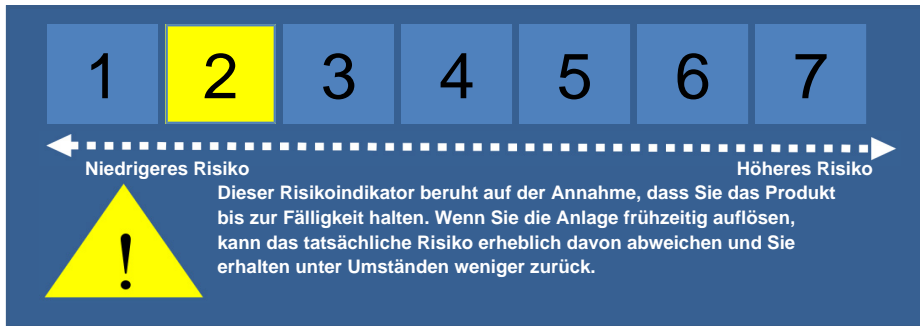 1 2 3 4 5 6 7
Niedrigeres Risiko Höheres Risiko
Dieser Risikoindikator beruht auf der Annahme, dass Sie das Produkt
bis zur Fälligkeit halten. Wenn Sie die Anlage frühzeitig auflösen,
kann das tatsächliche Risiko erheblich davon abweichen und Sie
erhalten unter Umständen weniger zurück.
!